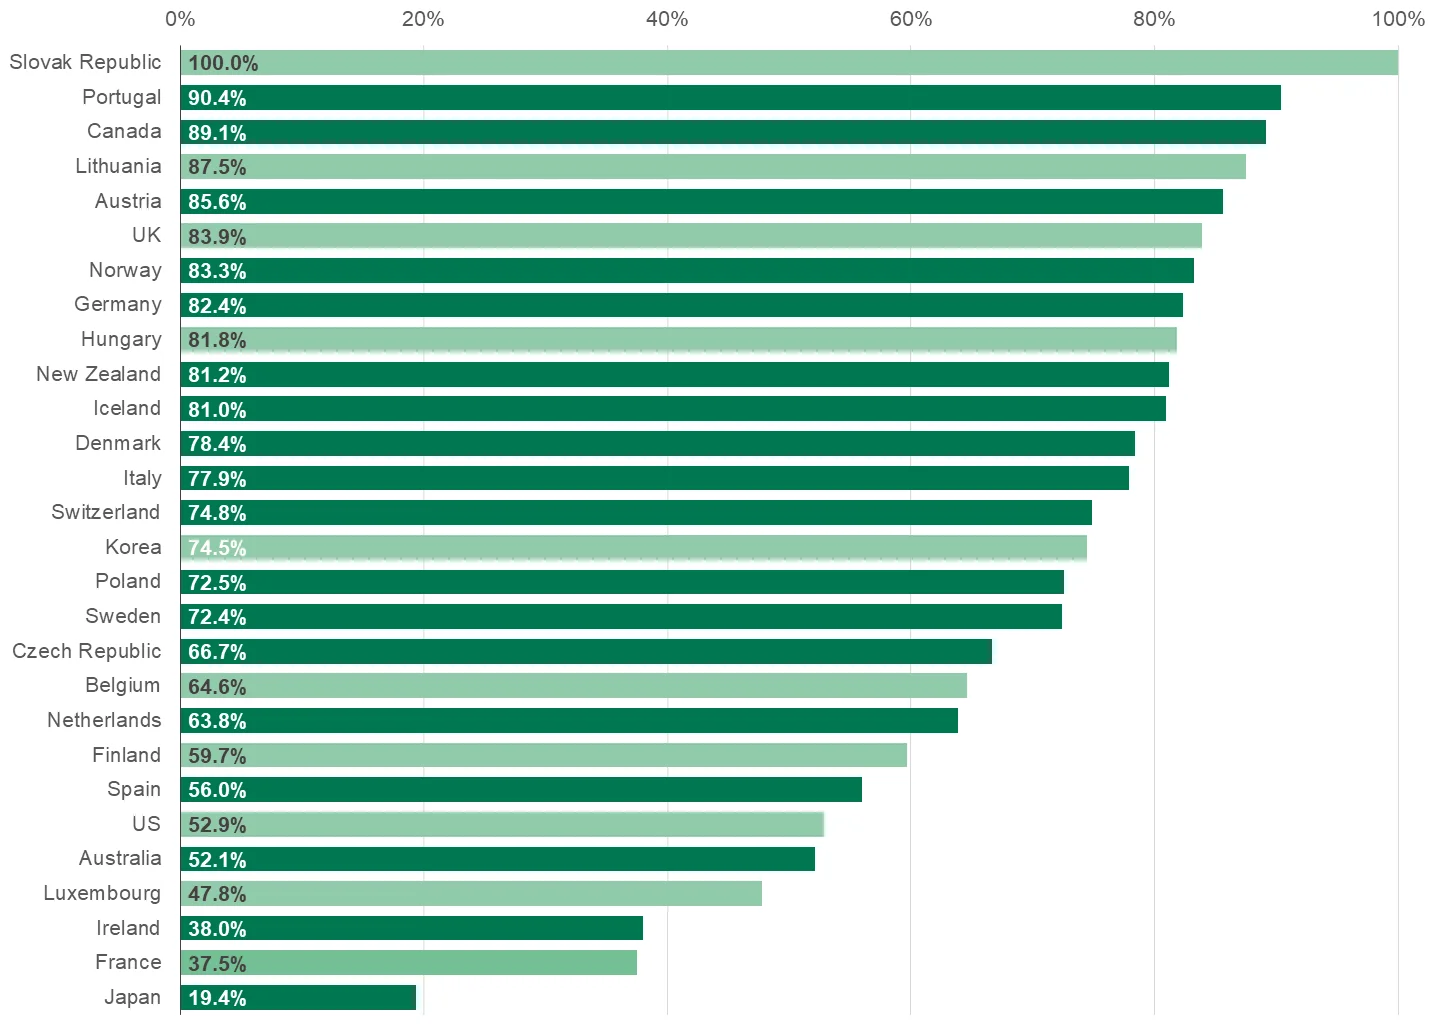 0% 20% 40% 60% 80% 100%
Slovak Republic 100.0%
Portugal 90.4%
Canada 89.1%
Lithuania 87.5%
Austria 85.6%
UK 83.9%
Norway 83.3%
Germany 82.4%
Hungary 81.8%
New Zealand 81.2%
Iceland 81.0%
Denmark 78.4%
Italy 77.9%
Switzerland 74.8%
Korea 74.5%
Poland 72.5%
Sweden 72.4%
Czech Republic 66.7%
Belgium 64.6%
Netherlands 63.8%
Finland 59.7%
Spain 56.0%
US 52.9%
Australia 52.1%
Luxembourg 47.8%
Ireland 38.0%
France 37.5%
Japan 19.4%